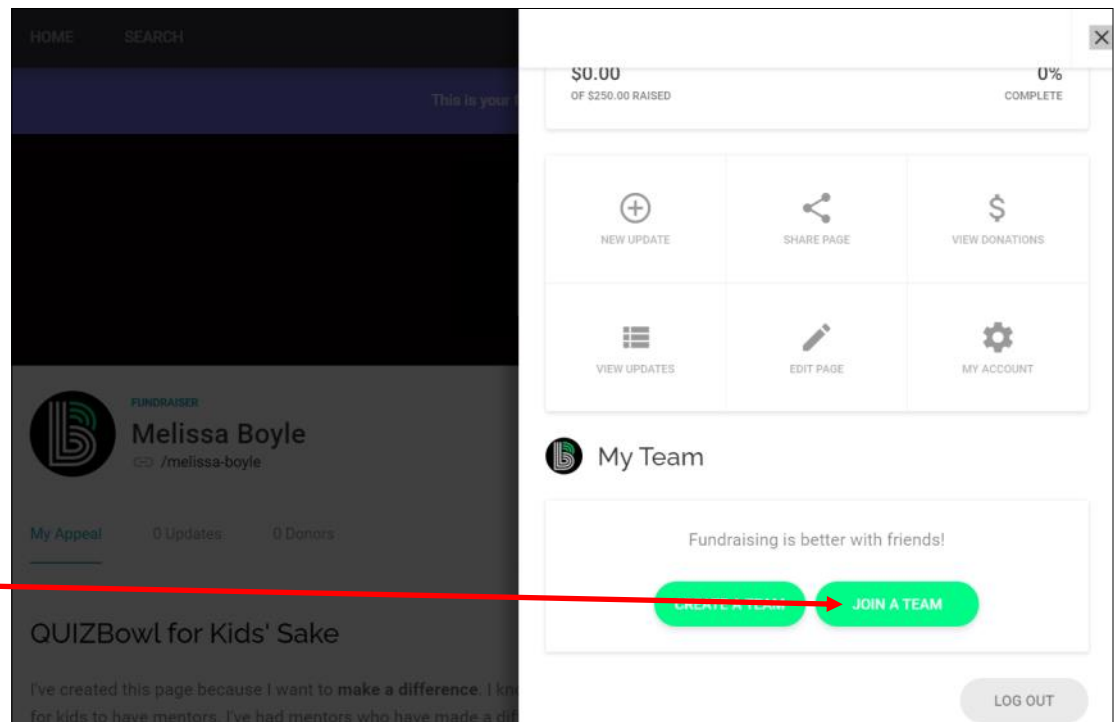 HOME SEARCH
This is your f
$0.00 0%
OF $250.00 RAISED COMPLETE
NEW UPDATE SHARE PAGE VIEW DONATIONS
VIEW UPDATES EDIT PAGE MY ACCOUNT
FUNDRAISER
Melissa Boyle
/melissa-boyle
My Appeal 0 Updates 0 Donors
QUIZBowl for Kids' Sake
I've created this page because I want to make a difference. I kno
for kids to have mentors. I've had mentors who have made a dif
My Team
Fundraising is better with friends!
CREATE A TEAM JOIN A TEAM
LOG OUT